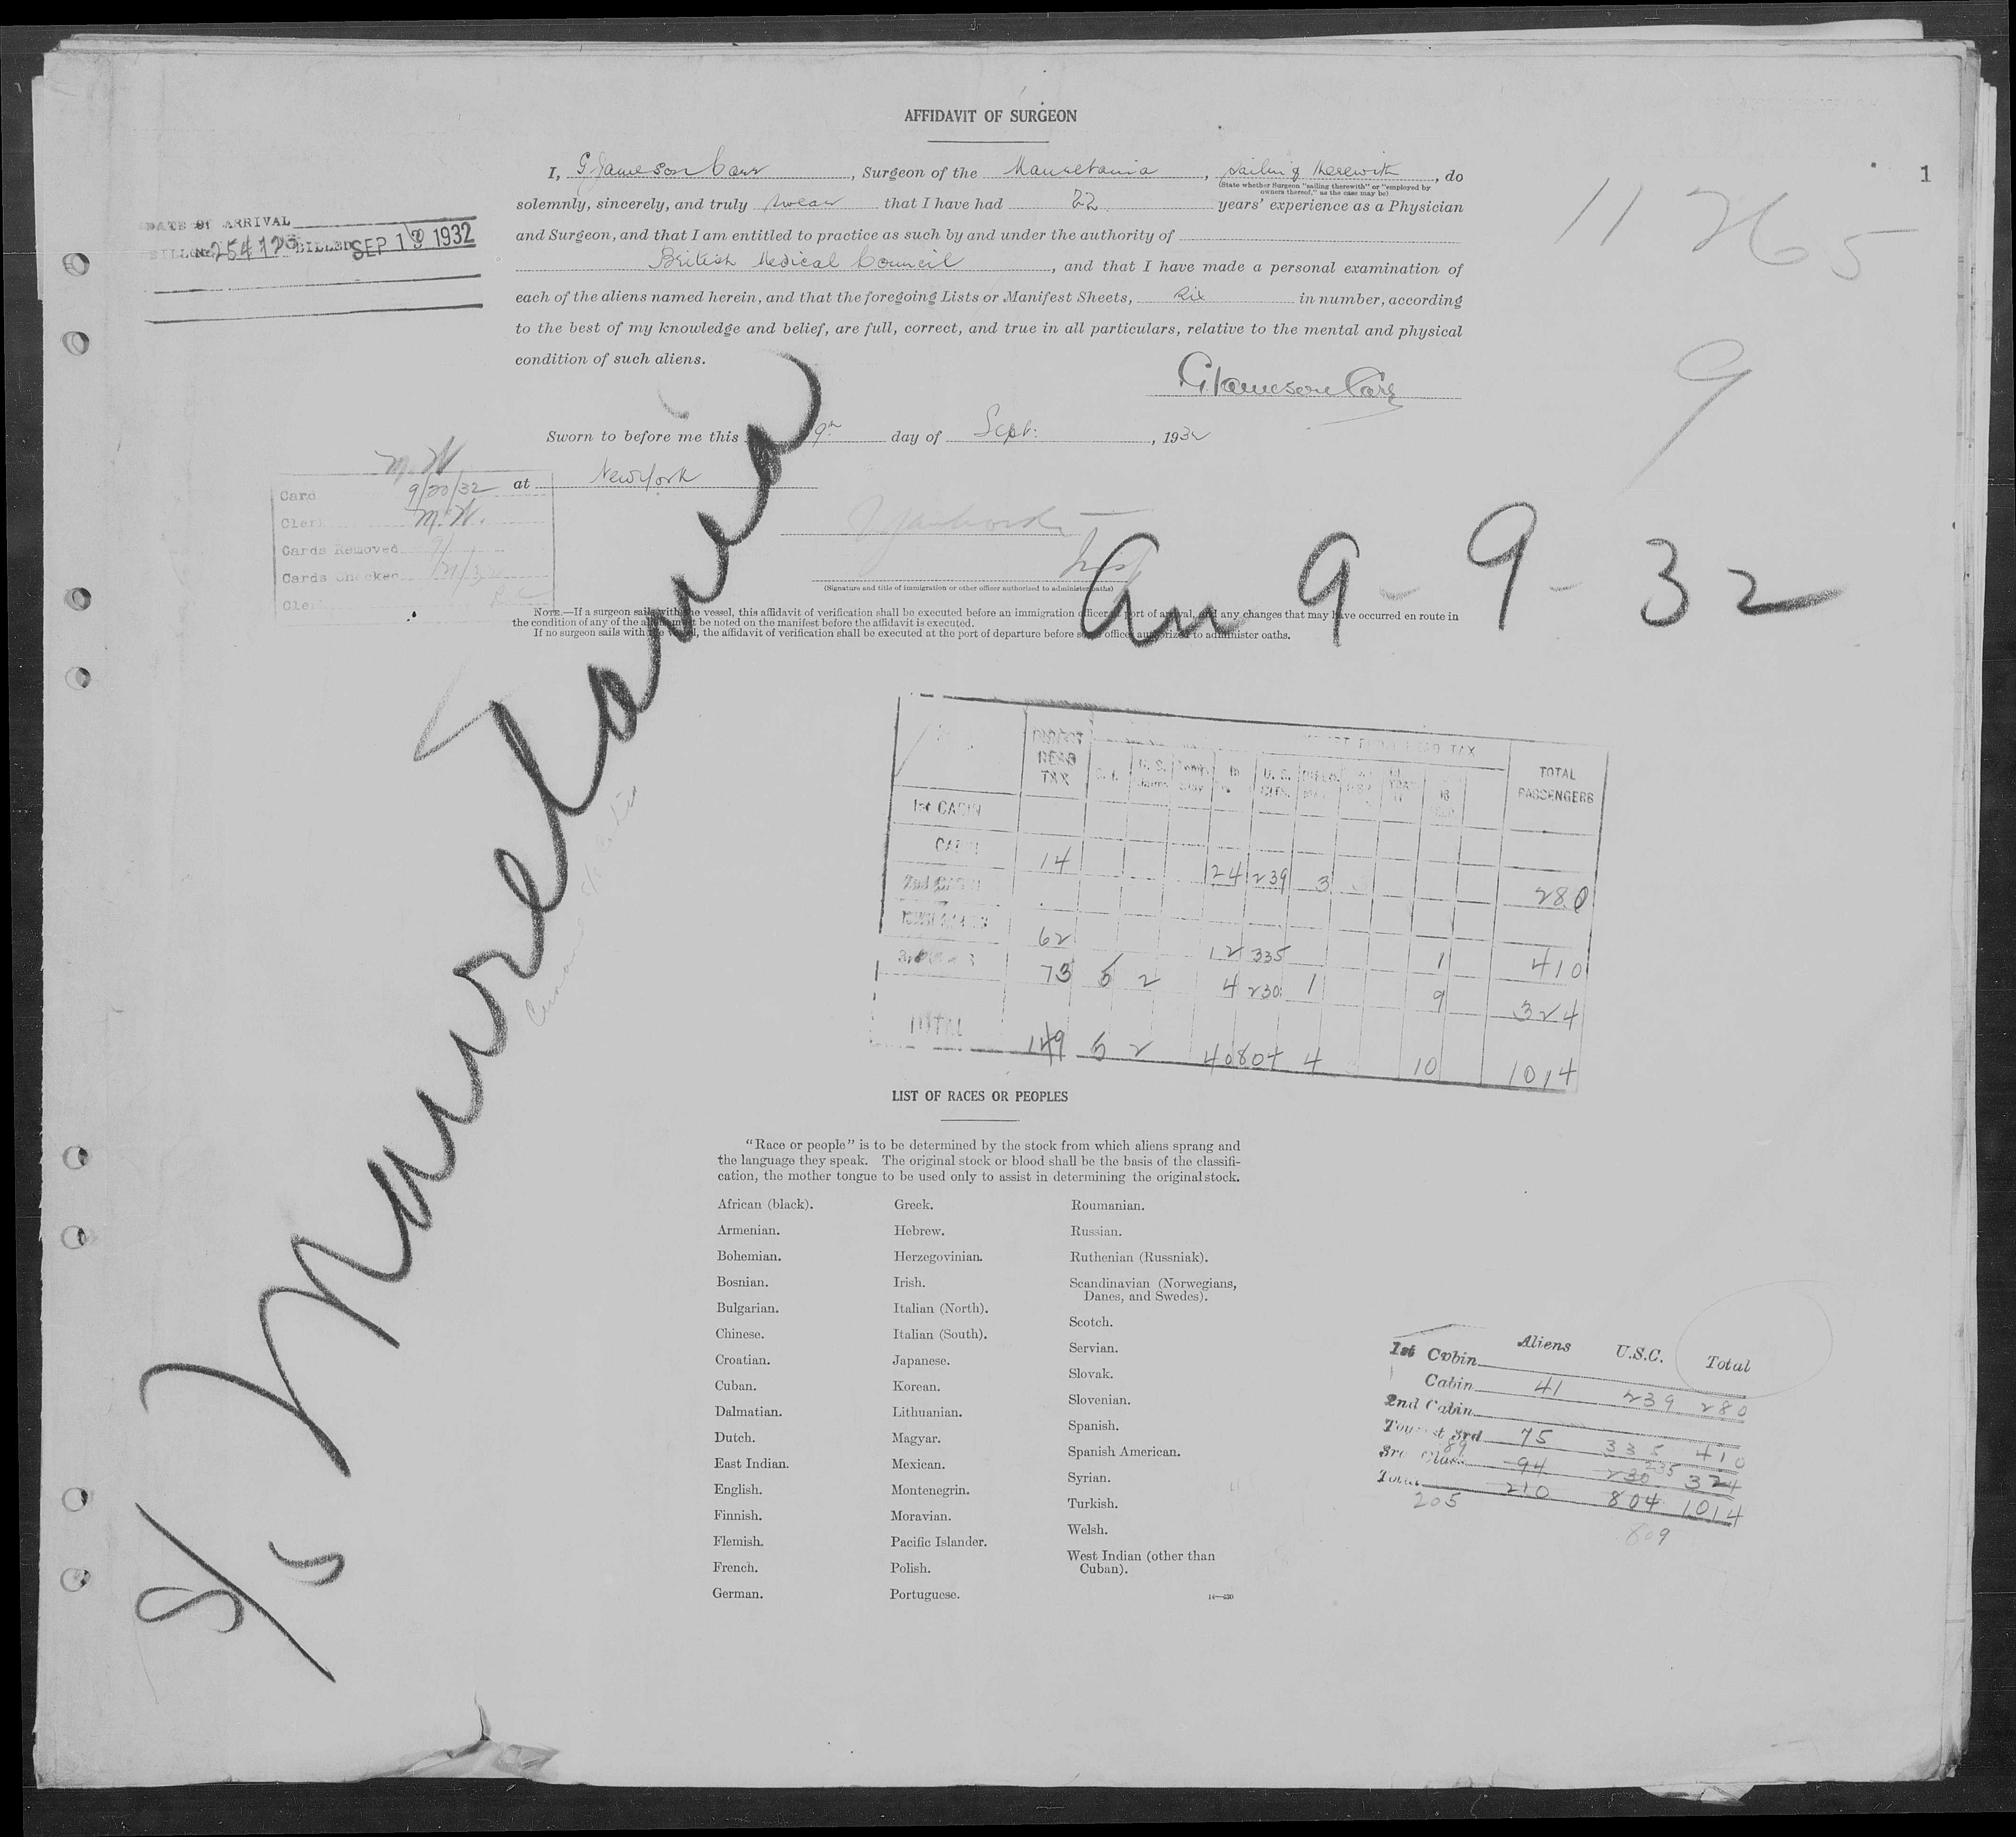 AFFIDAVIT OF SURGEON
1
11265
I, G Jameson Carr, Surgeon of the Mauretania, sailing therewith, do
(State whether Surgeon "sailing therewith" or "employed by
owners thereof," as the case may be)
solemnly, sincerely, and truly swear that I have had 22 years' experience as a Physician
and Surgeon, and that I am entitled to practice as such by and under the authority of
British Medical Council, and that I have made a personal examination of
each of the aliens named herein, and that the foregoing Lists or Manifest Sheets, six in number, according
to the best of my knowledge and belief, are full, correct, and true in all particulars, relative to the mental and physical
condition of such aliens.
G Jameson Carr
9
DATE OF ARRIVAL
BILL No 254123 BILLED SEP 13 1932
Sworn to before me this 9th day of Sept., 1932
at New York
M.W.
Card 9/20/32
Clerk M.W.
Cards Removed
Cards Checked
Clerk
(Signature and title of immigration or other officer authorized to administer oaths)
NOTE.—If a surgeon sails with the vessel, this affidavit of verification shall be executed before an immigration officer at port of arrival, and any changes that may have occurred en route in
the condition of any of the aliens must be noted on the manifest before the affidavit is executed.
If no surgeon sails with the vessel, the affidavit of verification shall be executed at the port of departure before some officer authorized to administer oaths.
Arr 9-9-32
S/S Mauretania
HEAD TAX TOTAL PASSENGERS
1st CABIN
CABIN 14 24 239 3 280
2nd CABIN
62 12 335 1 410
73 5 2 4 230 1 9 324
TOTAL 149 5 2 40 804 4 10 1014
LIST OF RACES OR PEOPLES
"Race or people" is to be determined by the stock from which aliens sprang and
the language they speak. The original stock or blood shall be the basis of the classifi-
cation, the mother tongue to be used only to assist in determining the original stock.
African (black).
Armenian.
Bohemian.
Bosnian.
Bulgarian.
Chinese.
Croatian.
Cuban.
Dalmatian.
Dutch.
East Indian.
English.
Finnish.
Flemish.
French.
German.
Greek.
Hebrew.
Herzegovinian.
Irish.
Italian (North).
Italian (South).
Japanese.
Korean.
Lithuanian.
Magyar.
Mexican.
Montenegrin.
Moravian.
Pacific Islander.
Polish.
Portuguese.
Roumanian.
Russian.
Ruthenian (Russniak).
Scandinavian (Norwegians,
Danes, and Swedes).
Scotch.
Servian.
Slovak.
Slovenian.
Spanish.
Spanish American.
Syrian.
Turkish.
Welsh.
West Indian (other than
Cuban).
14—430
Aliens U.S.C. Total
1st Cabin
Cabin 41 239 280
2nd Cabin
Tourist 3rd 75 335 410
89 235
3rd Class 94 230 324
Total 210 804 1014
205 809